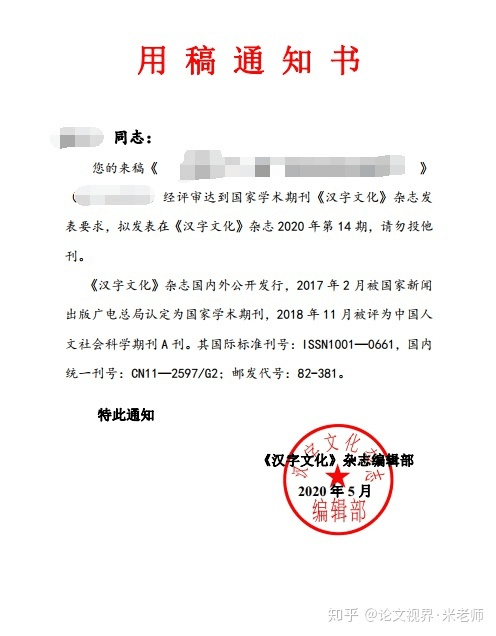 用稿通知书
同志：
您的来稿《 》
（ 经评审达到国家学术期刊《汉字文化》杂志发
表要求，拟发表在《汉字文化》杂志 2020 年第 14 期，请勿投他
刊。
《汉字文化》杂志国内外公开发行，2017 年 2 月被国家新闻
出版广电总局认定为国家学术期刊，2018 年 11 月被评为中国人
文社会科学期刊 A 刊。其国际标准刊号：ISSN1001—0661，国内
统一刊号：CN11—2597/G2；邮发代号：82-381。
特此通知
《汉字文化》杂志编辑部
2020 年 5 月
汉字文化杂志
编辑部
知乎 @论文视界·米老师